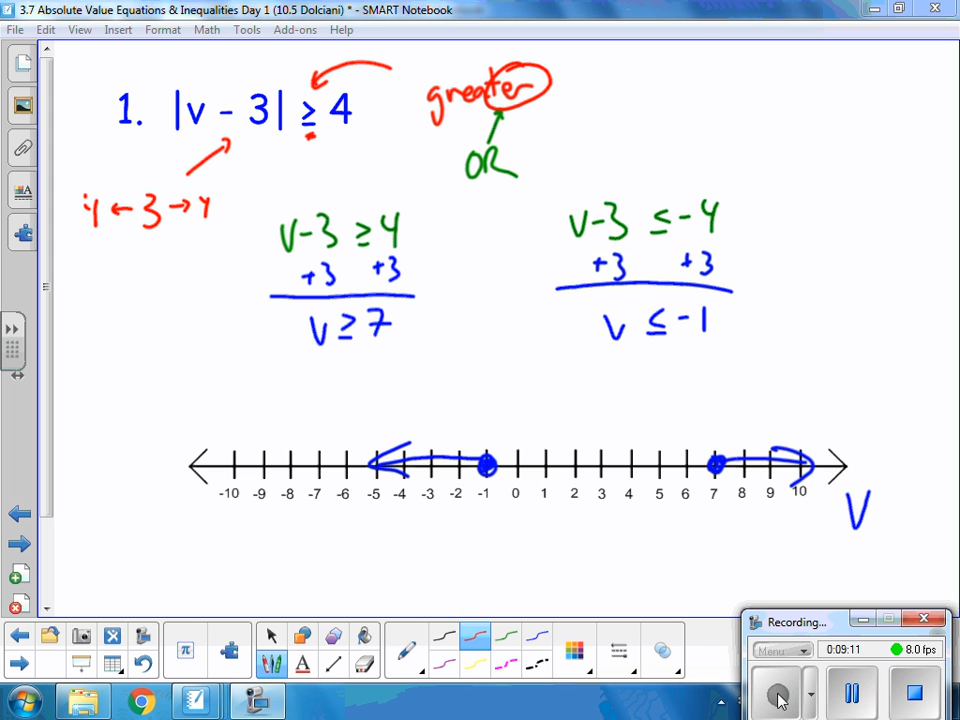 3.7 Absolute Value Equations & Inequalities Day 1 (10.5 Dolciani) * - SMART Notebook
File Edit View Insert Format Math Tools Add-ons Help
1. |v - 3| ≥ 4
greater
OR
4 ← 3 → 4
v-3 ≥ 4
v-3 ≤ -4
+3 +3
+3 +3
v ≥ 7
v ≤ -1
-10 -9 -8 -7 -6 -5 -4 -3 -2 -1 0 1 2 3 4 5 6 7 8 9 10
V
Recording...
Menu
0:09:11
8.0 fps